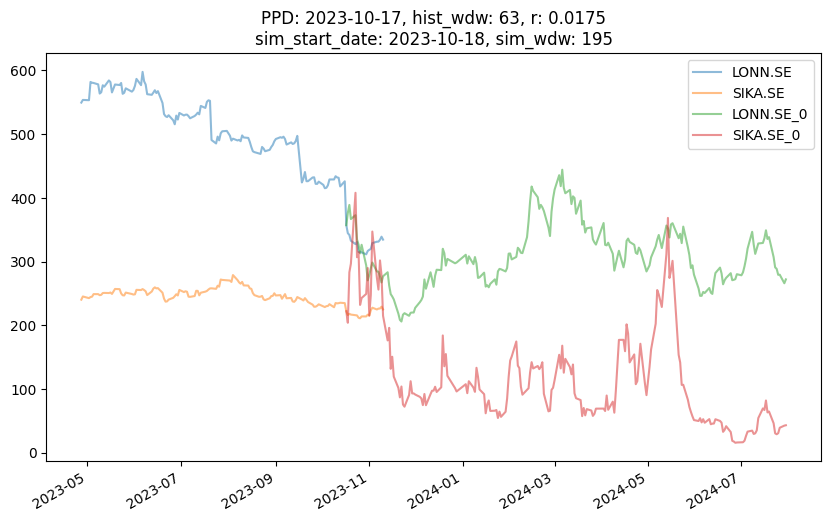 PPD: 2023-10-17, hist_wdw: 63, r: 0.0175
sim_start_date: 2023-10-18, sim_wdw: 195
LONN.SE
SIKA.SE
LONN.SE_0
SIKA.SE_0
600
500
400
300
200
100
0
2023-05
2023-07
2023-09
2023-11
2024-01
2024-03
2024-05
2024-07